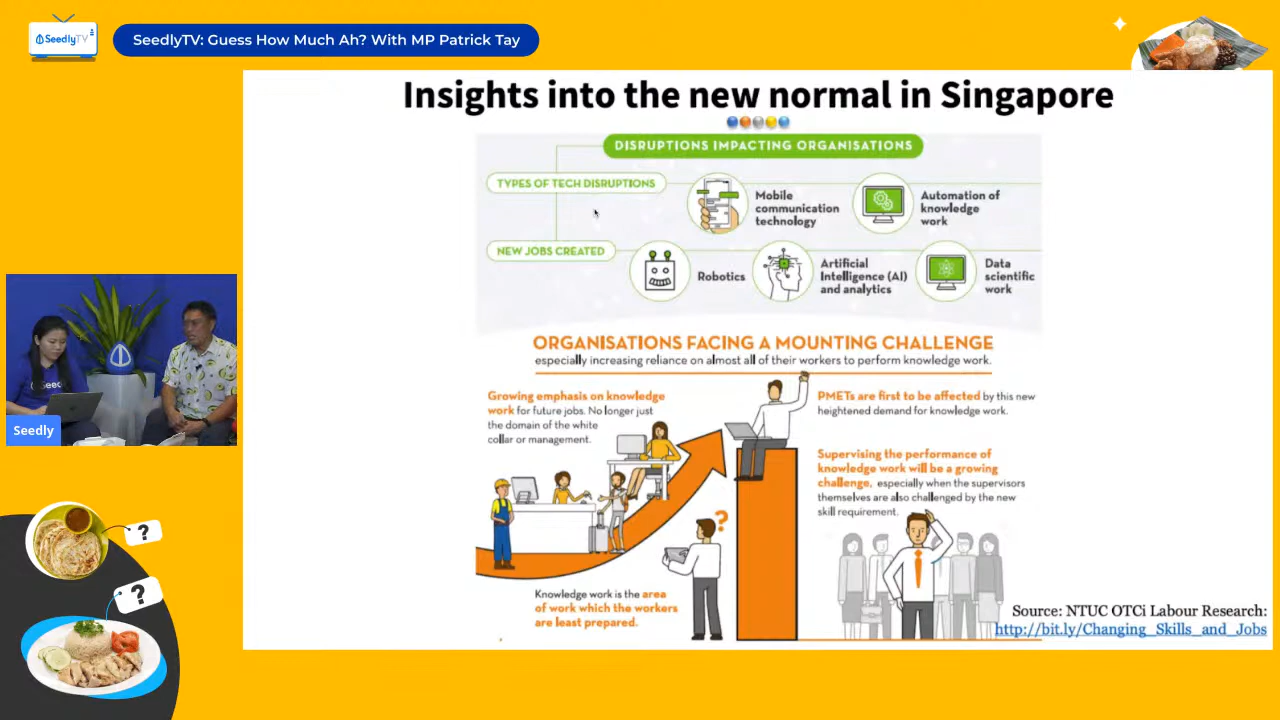 SeedlyTV
SeedlyTV: Guess How Much Ah? With MP Patrick Tay
Insights into the new normal in Singapore
DISRUPTIONS IMPACTING ORGANISATIONS
TYPES OF TECH DISRUPTIONS
Mobile
communication
technology
Automation of
knowledge
work
NEW JOBS CREATED
Robotics
Artificial
Intelligence (AI)
and analytics
Data
scientific
work
ORGANISATIONS FACING A MOUNTING CHALLENGE
especially increasing reliance on almost all of their workers to perform knowledge work.
Growing emphasis on knowledge
work for future jobs. No longer just
the domain of the white
collar or management.
PMETs are first to be affected by this new
heightened demand for knowledge work.
Supervising the performance of
knowledge work will be a growing
challenge, especially when the supervisors
themselves are also challenged by the new
skill requirement.
?
Knowledge work is the area
of work which the workers
are least prepared.
Source: NTUC OTCi Labour Research:
http://bit.ly/Changing_Skills_and_Jobs
Seed
Seedly
?
?